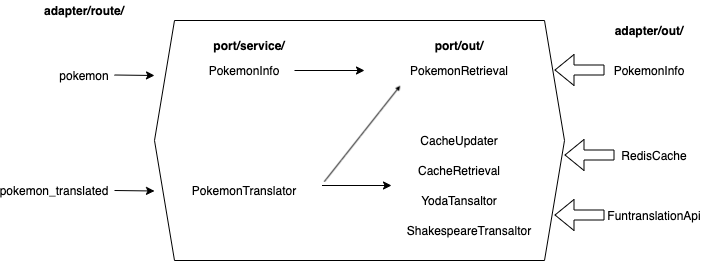 adapter/route/
pokemon
pokemon_translated
port/service/
PokemonInfo
PokemonTranslator
port/out/
PokemonRetrieval
CacheUpdater
CacheRetrieval
YodaTansaltor
ShakespeareTransaltor
adapter/out/
PokemonInfo
RedisCache
FuntranslationApi